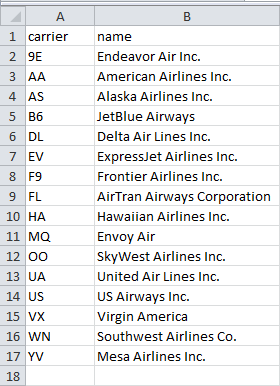 A B
1 carrier name
2 9E Endeavor Air Inc.
3 AA American Airlines Inc.
4 AS Alaska Airlines Inc.
5 B6 JetBlue Airways
6 DL Delta Air Lines Inc.
7 EV ExpressJet Airlines Inc.
8 F9 Frontier Airlines Inc.
9 FL AirTran Airways Corporation
10 HA Hawaiian Airlines Inc.
11 MQ Envoy Air
12 OO SkyWest Airlines Inc.
13 UA United Air Lines Inc.
14 US US Airways Inc.
15 VX Virgin America
16 WN Southwest Airlines Co.
17 YV Mesa Airlines Inc.
18